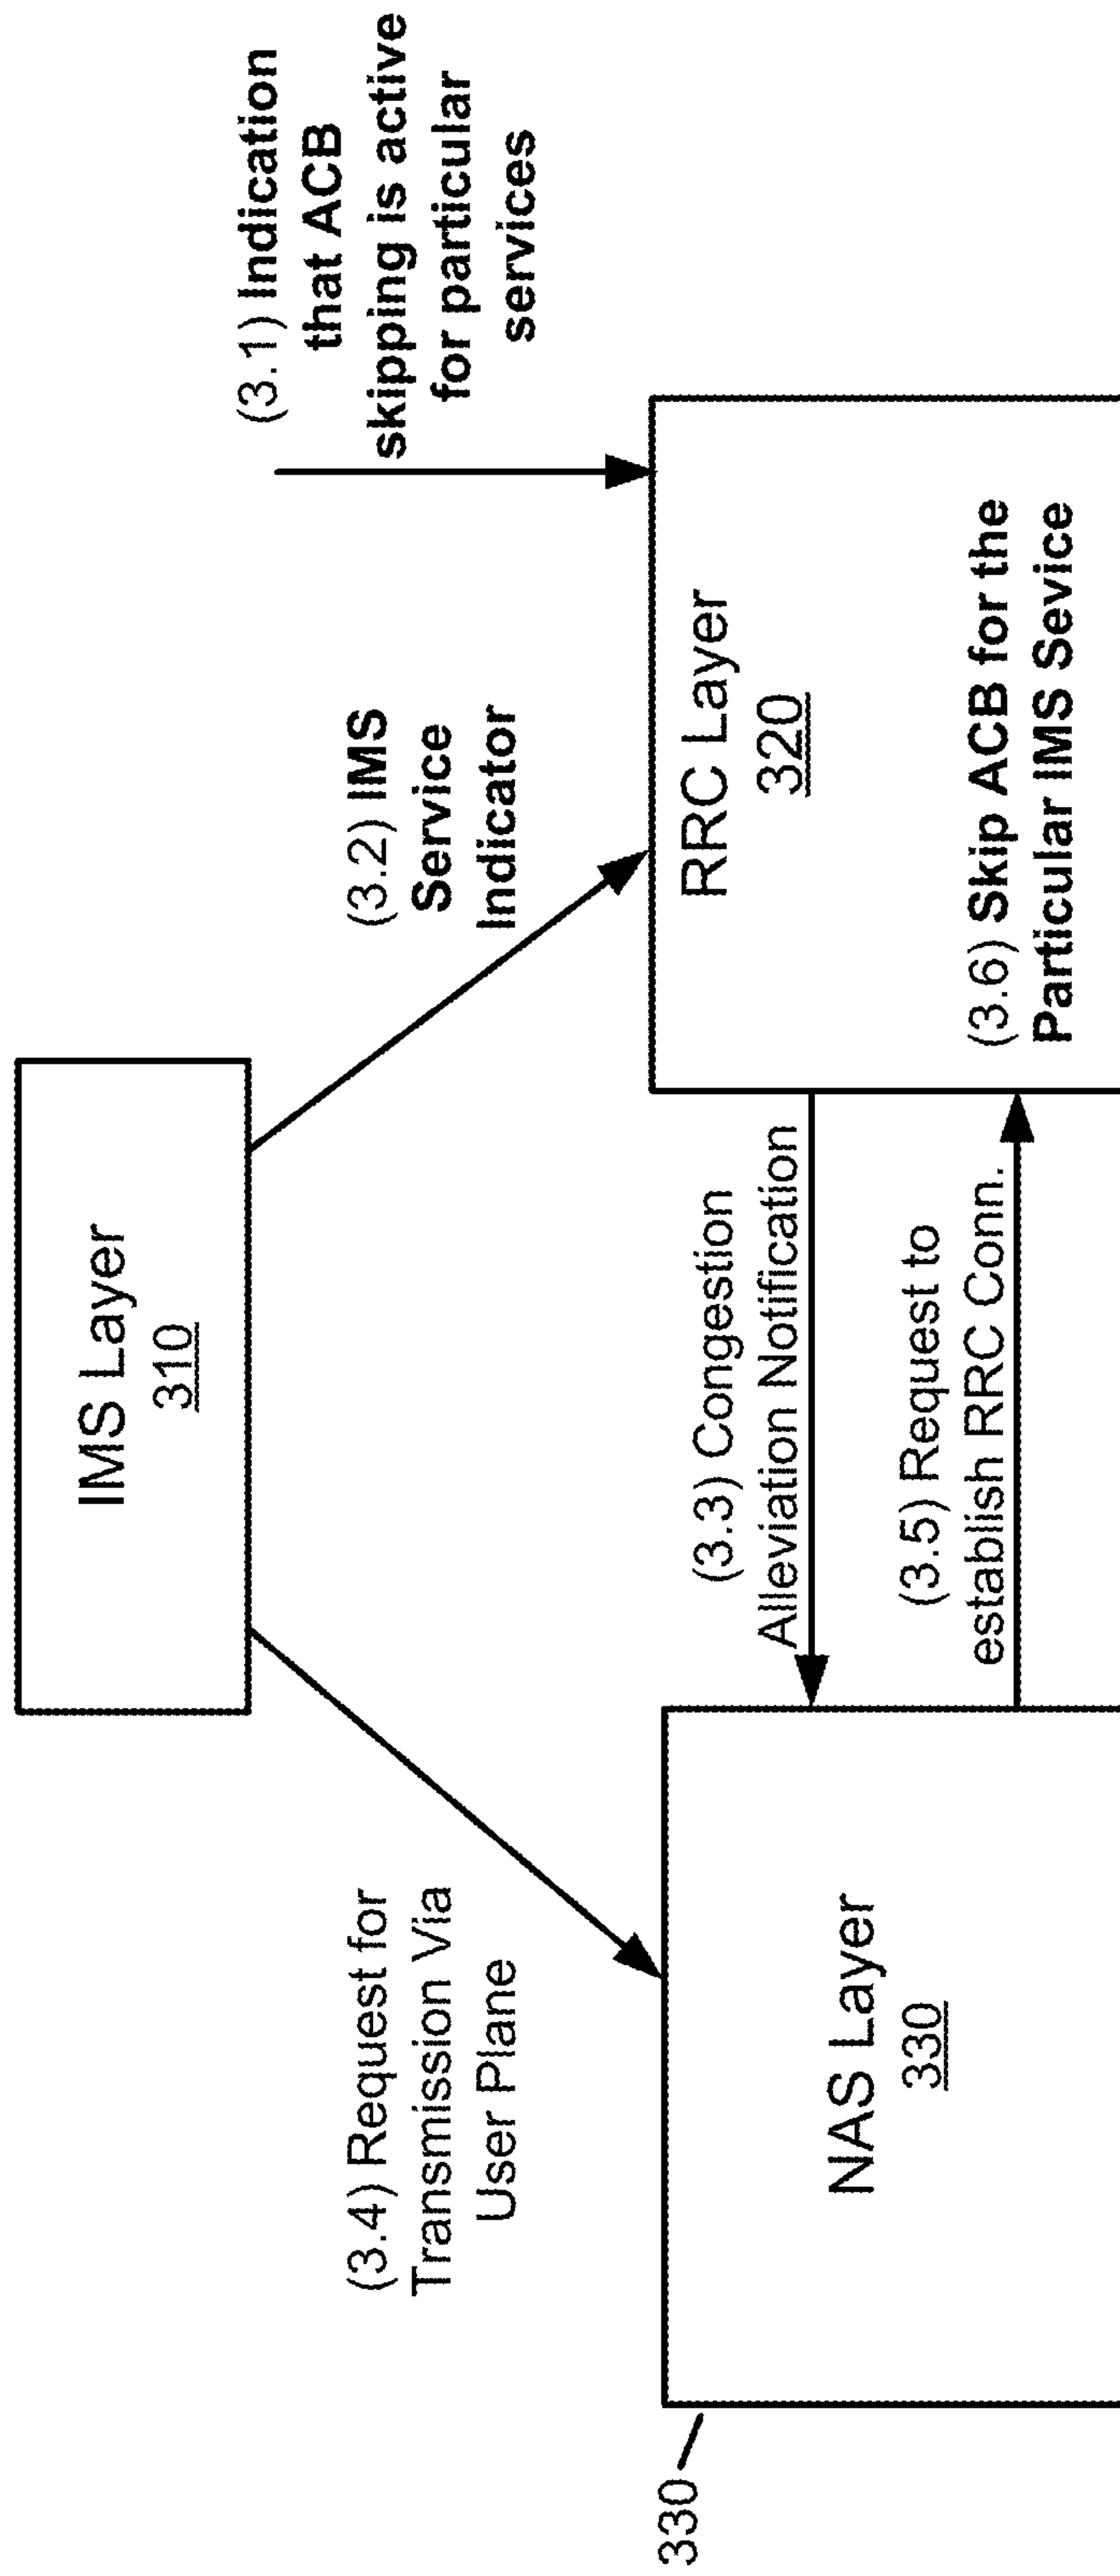 IMS Layer
310
(3.1) Indication
that ACB
skipping is active
for particular
services
(3.2) IMS
Service
Indicator
(3.4) Request for
Transmission Via
User Plane
RRC Layer
320
(3.6) Skip ACB for the
Particular IMS Sevice
(3.3) Congestion
Alleviation Notification
(3.5) Request to
establish RRC Conn.
NAS Layer
330
330